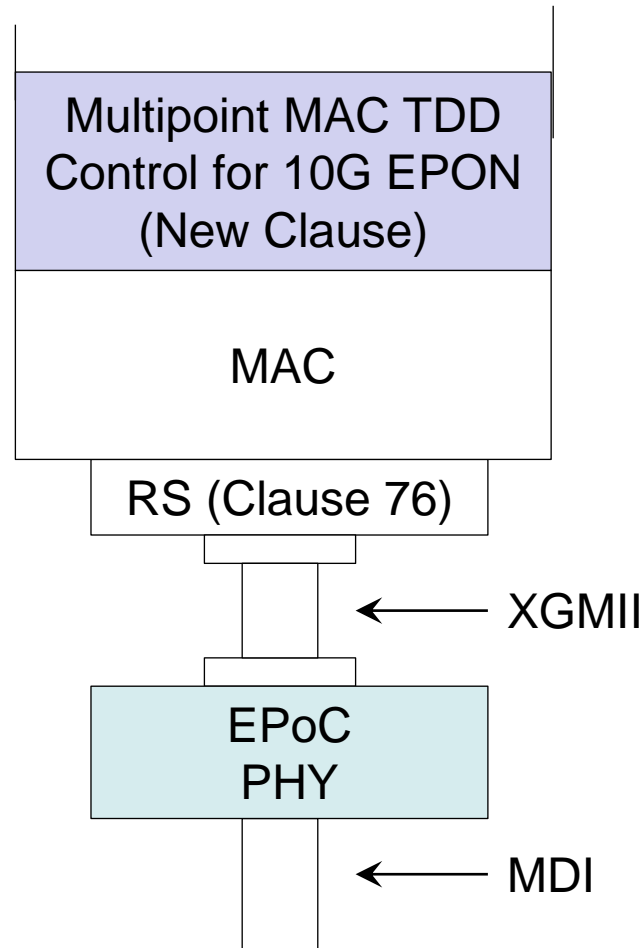 Multipoint MAC TDD
Control for 10G EPON
(New Clause)
MAC
RS (Clause 76)
XGMII
EPoC
PHY
MDI